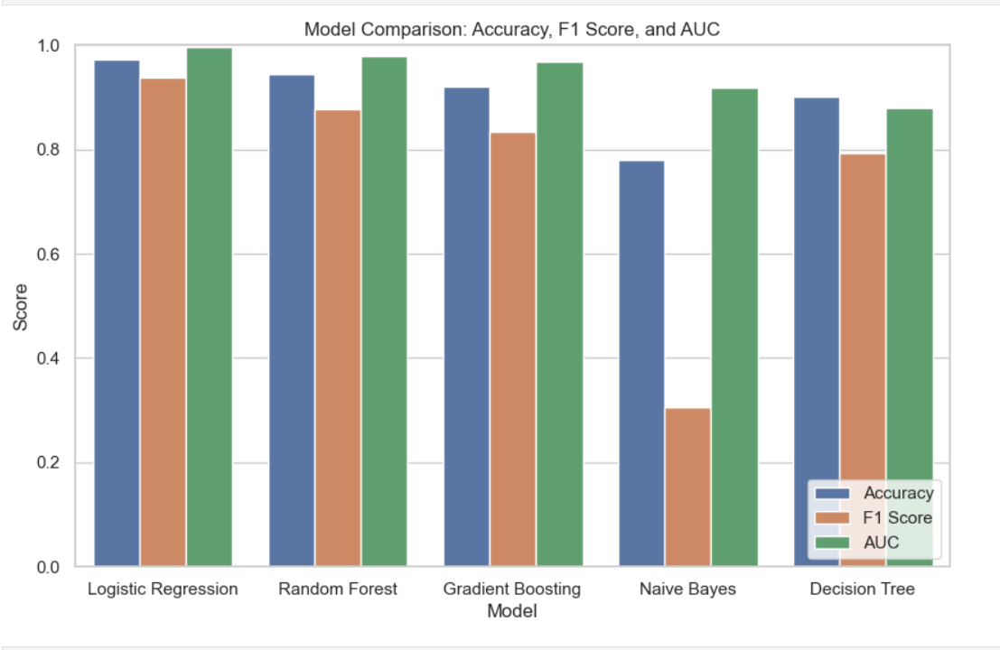 Model Comparison: Accuracy, F1 Score, and AUC
1.0
0.8
0.6
0.4
0.2
0.0
Score
Logistic Regression Random Forest Gradient Boosting Naive Bayes Decision Tree
Model
Accuracy
F1 Score
AUC